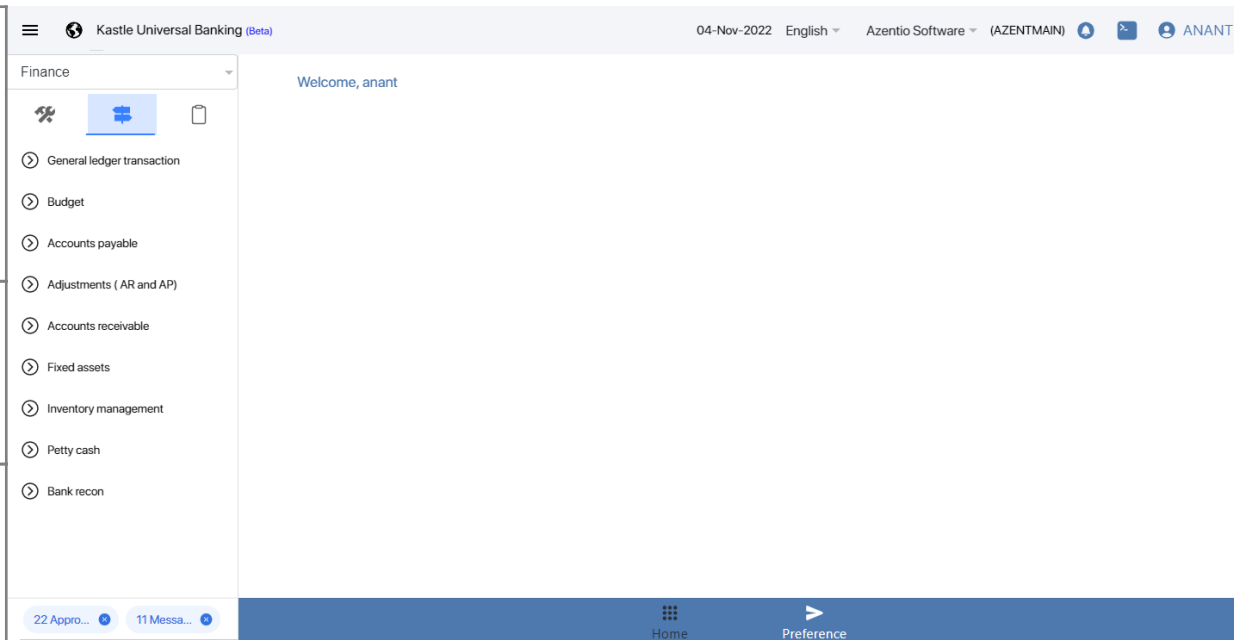 Kastle Universal Banking (Beta)
04-Nov-2022 English Azentio Software (AZENTMAIN) ANANT
Finance
Welcome, anant
General ledger transaction
Budget
Accounts payable
Adjustments ( AR and AP)
Accounts receivable
Fixed assets
Inventory management
Petty cash
Bank recon
22 Appro... 11 Messa...
Home Preference